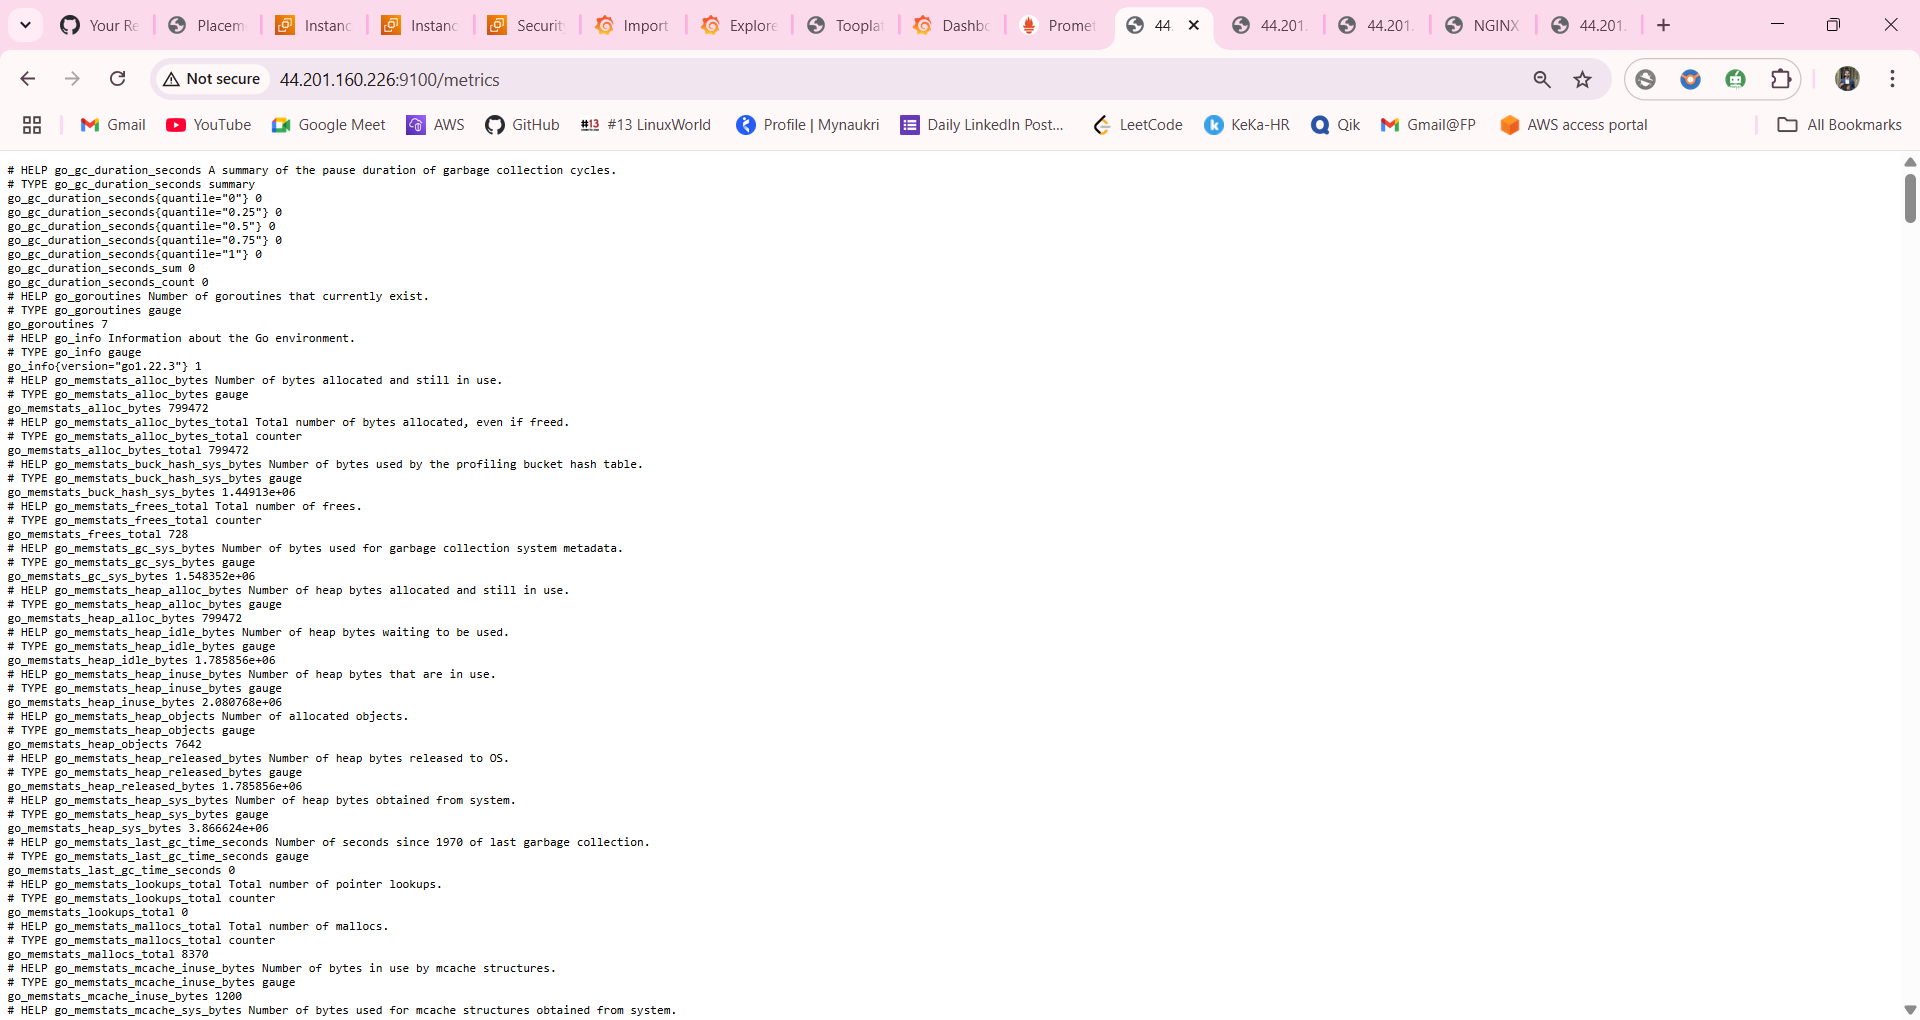 Your Re
Placem
Instanc
Instanc
Securit
Import
Explore
Tooplat
Dashbo
Promet
44.
44.201.
44.201.
NGINX
44.201.
Not secure
44.201.160.226:9100/metrics
Gmail
YouTube
Google Meet
AWS
GitHub
#13 #13 LinuxWorld
Profile | Mynaukri
Daily LinkedIn Post...
LeetCode
KeKa-HR
Qik
Gmail@FP
AWS access portal
All Bookmarks
# HELP go_gc_duration_seconds A summary of the pause duration of garbage collection cycles.
# TYPE go_gc_duration_seconds summary
go_gc_duration_seconds{quantile="0"} 0
go_gc_duration_seconds{quantile="0.25"} 0
go_gc_duration_seconds{quantile="0.5"} 0
go_gc_duration_seconds{quantile="0.75"} 0
go_gc_duration_seconds{quantile="1"} 0
go_gc_duration_seconds_sum 0
go_gc_duration_seconds_count 0
# HELP go_goroutines Number of goroutines that currently exist.
# TYPE go_goroutines gauge
go_goroutines 7
# HELP go_info Information about the Go environment.
# TYPE go_info gauge
go_info{version="go1.22.3"} 1
# HELP go_memstats_alloc_bytes Number of bytes allocated and still in use.
# TYPE go_memstats_alloc_bytes gauge
go_memstats_alloc_bytes 799472
# HELP go_memstats_alloc_bytes_total Total number of bytes allocated, even if freed.
# TYPE go_memstats_alloc_bytes_total counter
go_memstats_alloc_bytes_total 799472
# HELP go_memstats_buck_hash_sys_bytes Number of bytes used by the profiling bucket hash table.
# TYPE go_memstats_buck_hash_sys_bytes gauge
go_memstats_buck_hash_sys_bytes 1.44913e+06
# HELP go_memstats_frees_total Total number of frees.
# TYPE go_memstats_frees_total counter
go_memstats_frees_total 728
# HELP go_memstats_gc_sys_bytes Number of bytes used for garbage collection system metadata.
# TYPE go_memstats_gc_sys_bytes gauge
go_memstats_gc_sys_bytes 1.548352e+06
# HELP go_memstats_heap_alloc_bytes Number of heap bytes allocated and still in use.
# TYPE go_memstats_heap_alloc_bytes gauge
go_memstats_heap_alloc_bytes 799472
# HELP go_memstats_heap_idle_bytes Number of heap bytes waiting to be used.
# TYPE go_memstats_heap_idle_bytes gauge
go_memstats_heap_idle_bytes 1.785856e+06
# HELP go_memstats_heap_inuse_bytes Number of heap bytes that are in use.
# TYPE go_memstats_heap_inuse_bytes gauge
go_memstats_heap_inuse_bytes 2.080768e+06
# HELP go_memstats_heap_objects Number of allocated objects.
# TYPE go_memstats_heap_objects gauge
go_memstats_heap_objects 7642
# HELP go_memstats_heap_released_bytes Number of heap bytes released to OS.
# TYPE go_memstats_heap_released_bytes gauge
go_memstats_heap_released_bytes 1.785856e+06
# HELP go_memstats_heap_sys_bytes Number of heap bytes obtained from system.
# TYPE go_memstats_heap_sys_bytes gauge
go_memstats_heap_sys_bytes 3.866624e+06
# HELP go_memstats_last_gc_time_seconds Number of seconds since 1970 of last garbage collection.
# TYPE go_memstats_last_gc_time_seconds gauge
go_memstats_last_gc_time_seconds 0
# HELP go_memstats_lookups_total Total number of pointer lookups.
# TYPE go_memstats_lookups_total counter
go_memstats_lookups_total 0
# HELP go_memstats_mallocs_total Total number of mallocs.
# TYPE go_memstats_mallocs_total counter
go_memstats_mallocs_total 8370
# HELP go_memstats_mcache_inuse_bytes Number of bytes in use by mcache structures.
# TYPE go_memstats_mcache_inuse_bytes gauge
go_memstats_mcache_inuse_bytes 1200
# HELP go_memstats_mcache_sys_bytes Number of bytes used for mcache structures obtained from system.